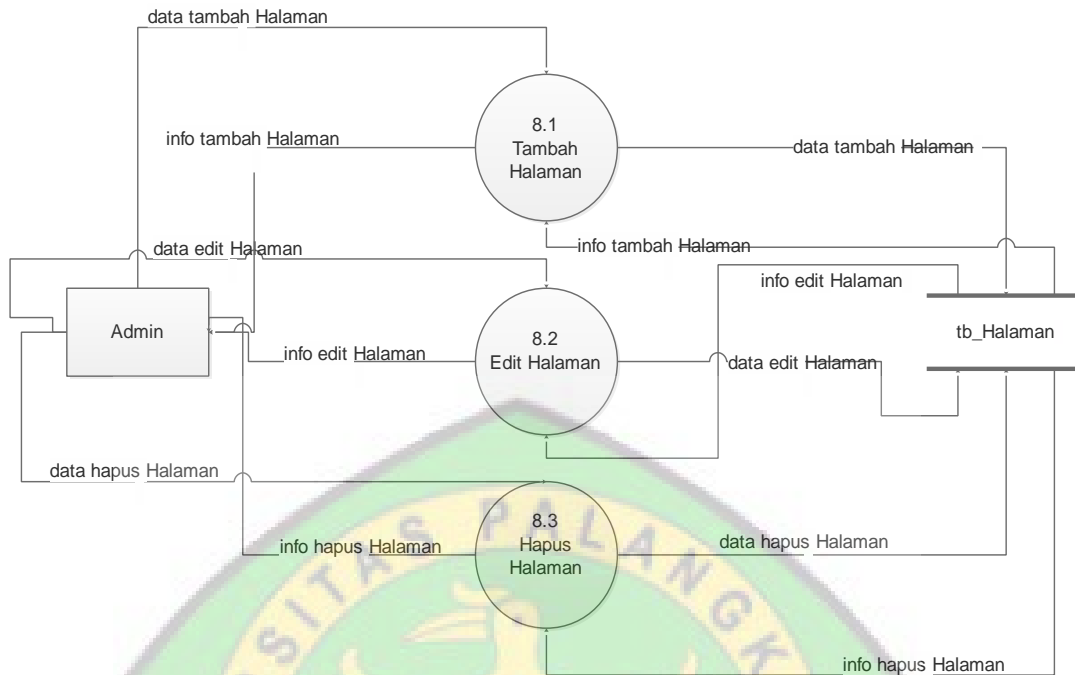 data tambah Halaman
8.1
Tambah
Halaman
info tambah Halaman
data tambah Halaman
data edit Halaman
info tambah Halaman
info edit Halaman
Admin
8.2
Edit Halaman
tb_Halaman
info edit Halaman
data edit Halaman
data hapus Halaman
8.3
Hapus
Halaman
info hapus Halaman
data hapus Halaman
info hapus Halaman
SITAS PALANGK